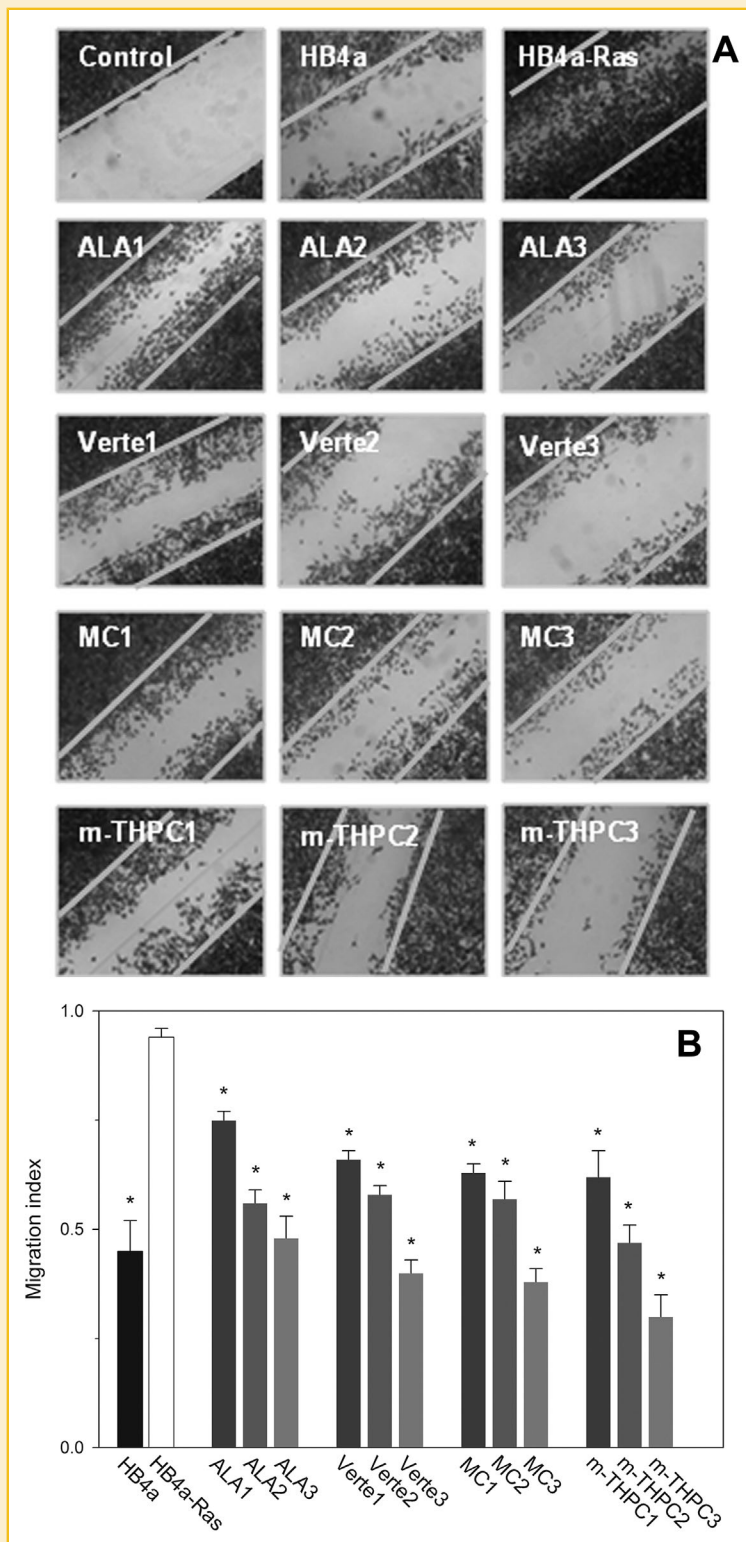 A
Control HB4a HB4a-Ras
ALA1 ALA2 ALA3
Verte1 Verte2 Verte3
MC1 MC2 MC3
m-THPC1 m-THPC2 m-THPC3
B
1.0
0.5
0.0
Migration index
* * * * * * * * * * * * *
HB4a HB4a-Ras ALA1 ALA2 ALA3 Verte1 Verte2 Verte3 MC1 MC2 MC3 m-THPC1 m-THPC2 m-THPC3